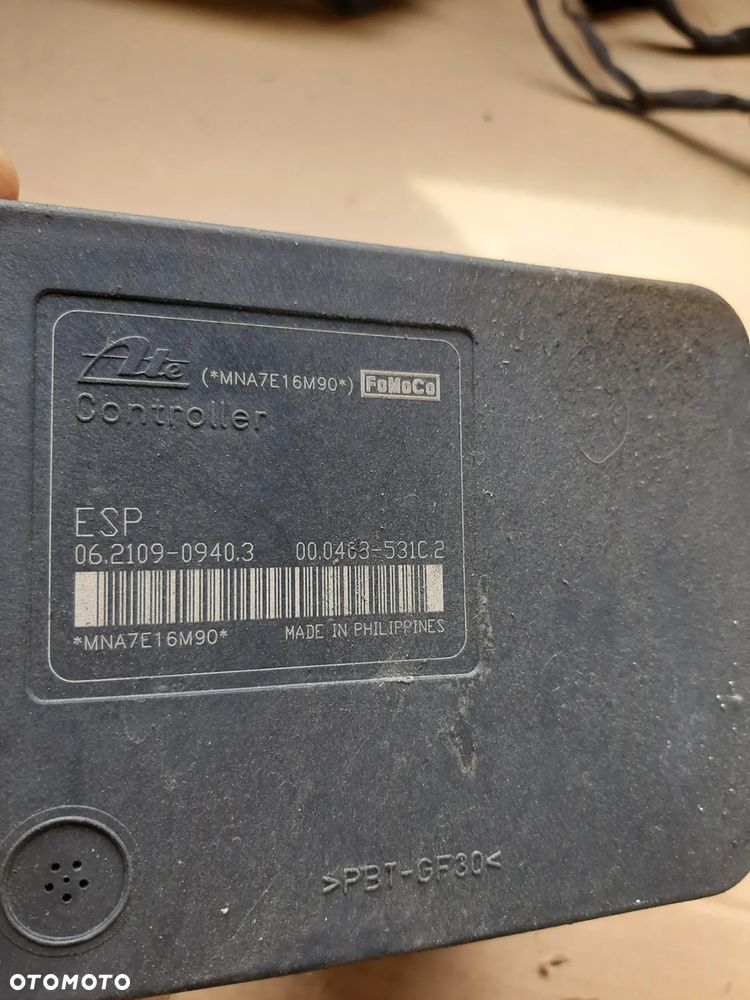 Ate (*MNA7E16M90*) FoMoCo
Controller
ESP
06.2109-0940.3 00.0463-531C.2
*MNA7E16M90* MADE IN PHILIPPINES
>PBT-GF30<
OTOMOTO